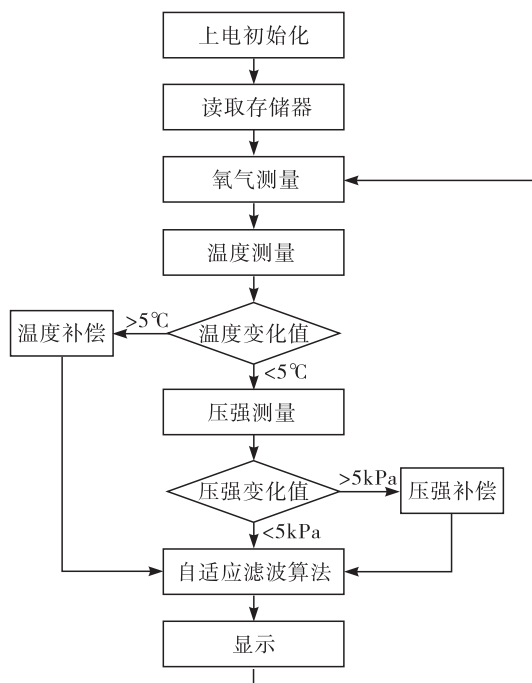 上电初始化
读取存储器
氧气测量
温度测量
温度变化值
>5℃
温度补偿
<5℃
压强测量
压强变化值
>5kPa
压强补偿
<5kPa
自适应滤波算法
显示